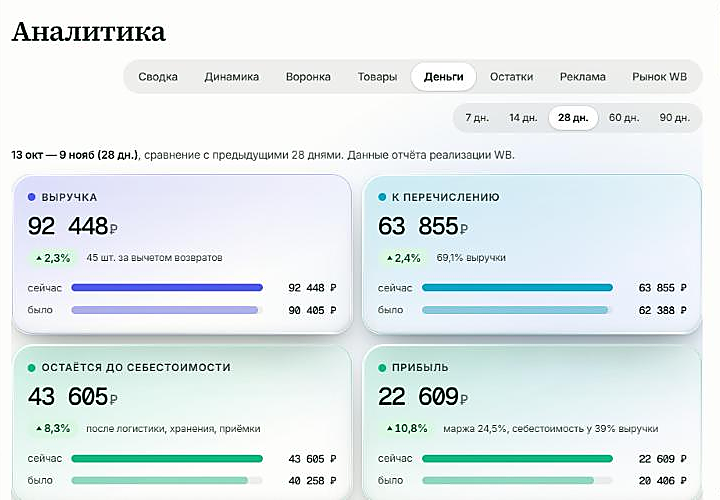 Аналитика
Сводка Динамика Воронка Товары Деньги Остатки Реклама Рынок WB
7 дн. 14 дн. 28 дн. 60 дн. 90 дн.
13 окт — 9 нояб (28 дн.), сравнение с предыдущими 28 днями. Данные отчёта реализации WB.
ВЫРУЧКА
92 448 ₽
▲ 2,3% 45 шт. за вычетом возвратов
сейчас 92 448 ₽
было 90 405 ₽
К ПЕРЕЧИСЛЕНИЮ
63 855 ₽
▲ 2,4% 69,1% выручки
сейчас 63 855 ₽
было 62 388 ₽
ОСТАЁТСЯ ДО СЕБЕСТОИМОСТИ
43 605 ₽
▲ 8,3% после логистики, хранения, приёмки
сейчас 43 605 ₽
было 40 258 ₽
ПРИБЫЛЬ
22 609 ₽
▲ 10,8% маржа 24,5%, себестоимость у 39% выручки
сейчас 22 609 ₽
было 20 406 ₽